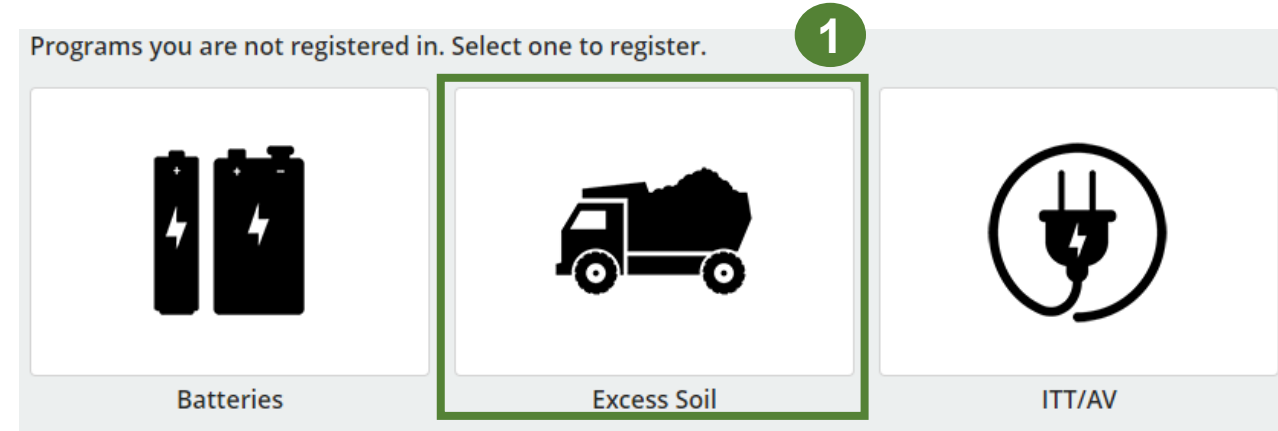 Programs you are not registered in. Select one to register.
1
+ + -
Batteries
Excess Soil
ITT/AV